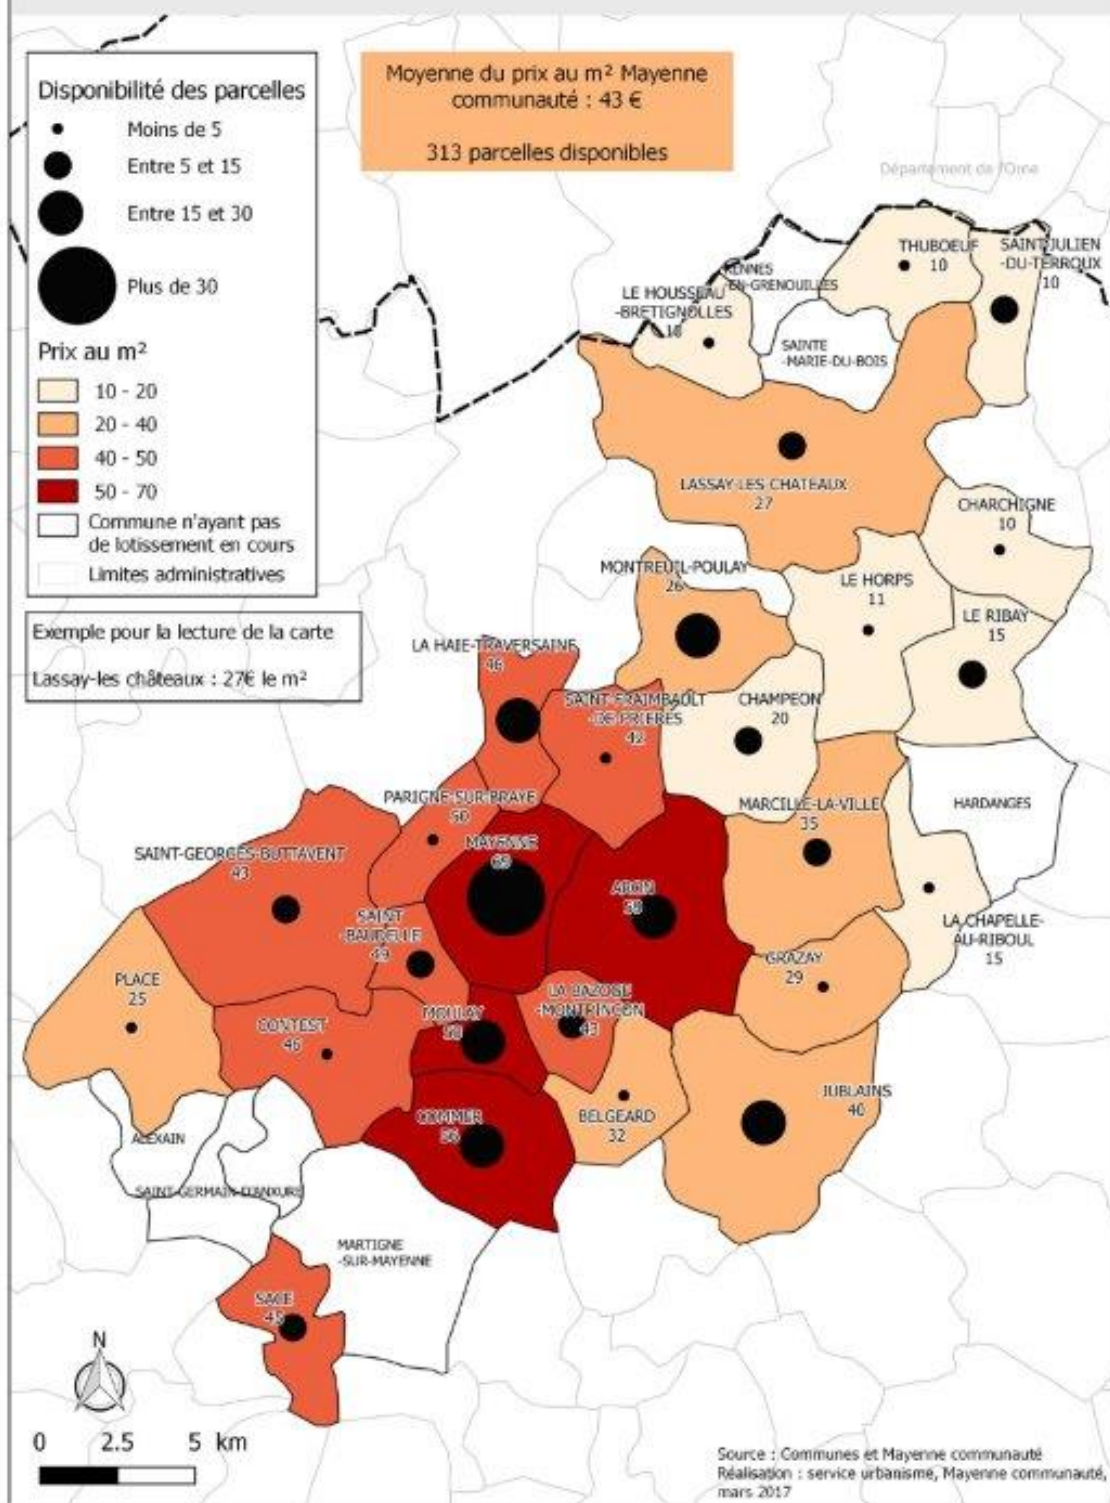 Disponibilité des parcelles
Moins de 5
Entre 5 et 15
Entre 15 et 30
Plus de 30
Prix au m²
10 - 20
20 - 40
40 - 50
50 - 70
Commune n'ayant pas
de lotissement en cours
Limites administratives
Exemple pour la lecture de la carte
Lassay-les châteaux : 27€ le m²
Moyenne du prix au m² Mayenne
communauté : 43 €
313 parcelles disponibles
Département de l'Orne
THUBOEUF
10
SAINT-JULIEN
-DU-TERROUX
10
RENNES
-EN-GRENOUILLES
LE HOUSSEAU
-BRETIGNOLLES
SAINTE
-MARIE-DU-BOIS
LASSAY-LES-CHATEAUX
27
CHARCHIGNE
10
MONTREUIL-POULAY
26
LE HORPS
11
LE RIBAY
15
LA HAIE-TRAVERSAINE
46
SAINT-FRAIMBAULT
-DE-PRIERES
42
CHAMPEON
20
PARIGNE-SUR-BRAYE
50
MARCILLE-LA-VILLE
35
HARDANGES
MAYENNE
SAINT-GEORGES-BUTTAVENT
43
ARON
SAINT
-BAUDELLE
49
LA CHAPELLE-
AU-RIBOUL
15
GRAZAY
29
PLACE
25
LA BAZOGE
-MONTPINCON
43
MOULAY
CONTEST
46
JUBLAINS
40
COMMER
56
BELGEARD
32
ALEXAIN
SAINT-GERMAIN-D'ANXURE
MARTIGNE
-SUR-MAYENNE
SACE
45
N
0 2.5 5 km
Source : Communes et Mayenne communauté
Réalisation : service urbanisme, Mayenne communauté,
mars 2017